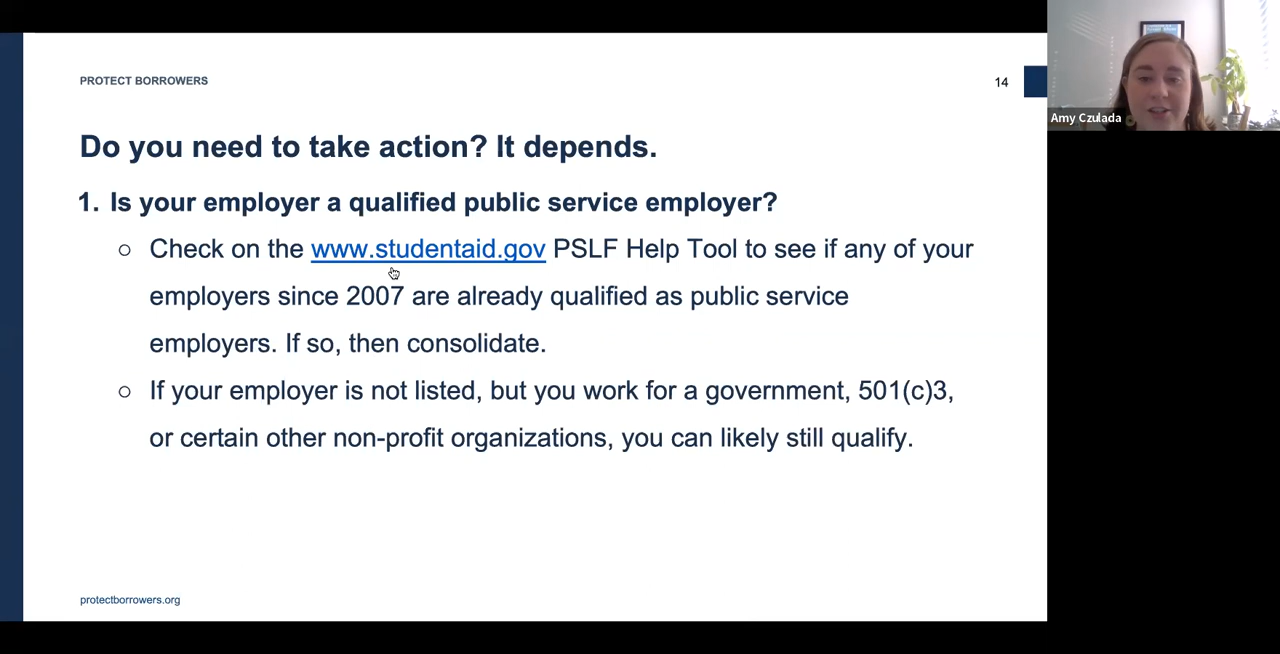 PROTECT BORROWERS
14
Do you need to take action? It depends.
1. Is your employer a qualified public service employer?
○ Check on the www.studentaid.gov PSLF Help Tool to see if any of your
employers since 2007 are already qualified as public service
employers. If so, then consolidate.
○ If your employer is not listed, but you work for a government, 501(c)3,
or certain other non-profit organizations, you can likely still qualify.
protectborrowers.org
Amy Czulada